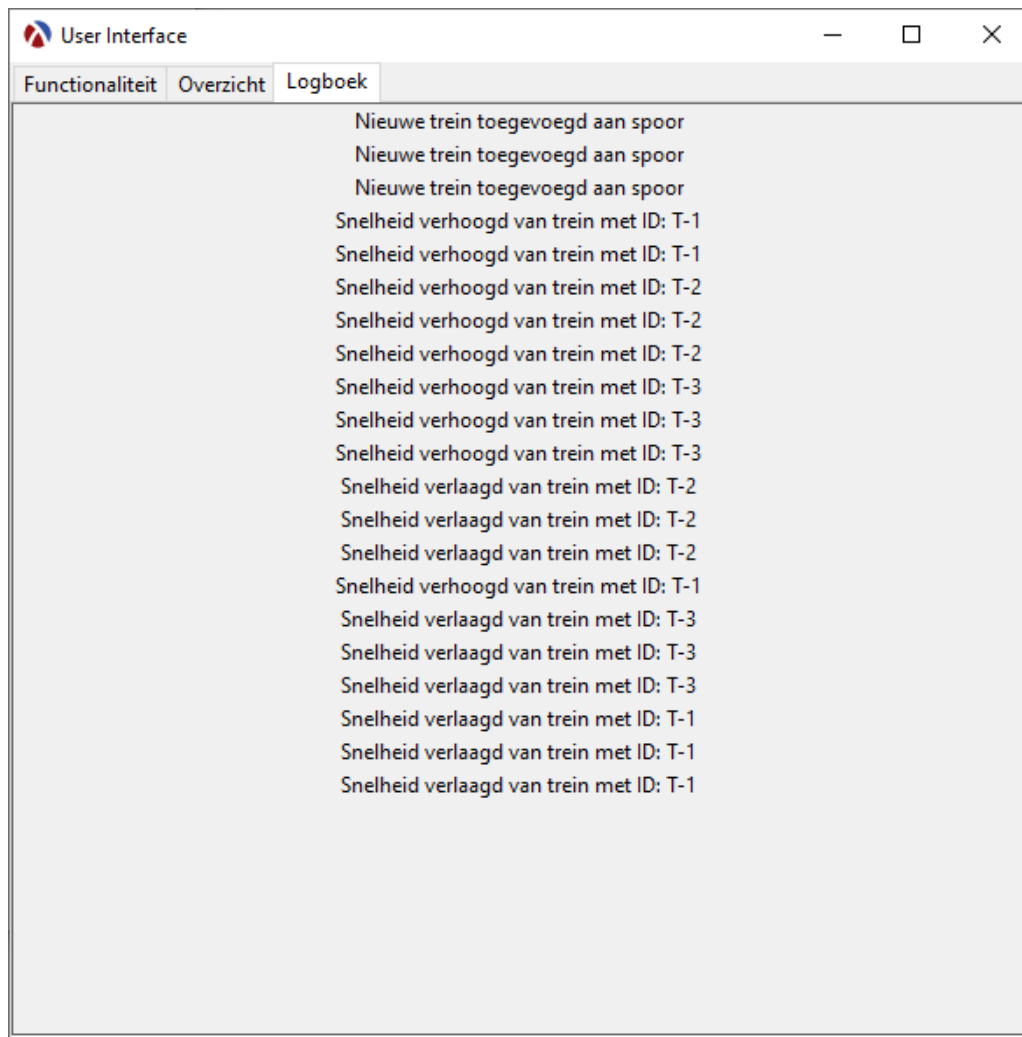 User Interface
Functionaliteit Overzicht Logboek
Nieuwe trein toegevoegd aan spoor
Nieuwe trein toegevoegd aan spoor
Nieuwe trein toegevoegd aan spoor
Snelheid verhoogd van trein met ID: T-1
Snelheid verhoogd van trein met ID: T-1
Snelheid verhoogd van trein met ID: T-2
Snelheid verhoogd van trein met ID: T-2
Snelheid verhoogd van trein met ID: T-2
Snelheid verhoogd van trein met ID: T-3
Snelheid verhoogd van trein met ID: T-3
Snelheid verhoogd van trein met ID: T-3
Snelheid verlaagd van trein met ID: T-2
Snelheid verlaagd van trein met ID: T-2
Snelheid verlaagd van trein met ID: T-2
Snelheid verhoogd van trein met ID: T-1
Snelheid verlaagd van trein met ID: T-3
Snelheid verlaagd van trein met ID: T-3
Snelheid verlaagd van trein met ID: T-3
Snelheid verlaagd van trein met ID: T-1
Snelheid verlaagd van trein met ID: T-1
Snelheid verlaagd van trein met ID: T-1